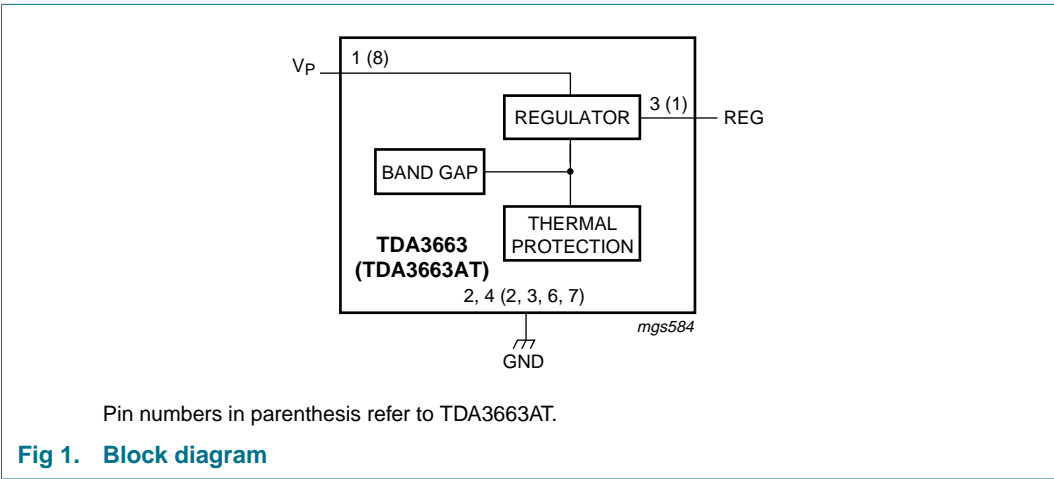 VP
1 (8)
REGULATOR
3 (1)
REG
BAND GAP
THERMAL
PROTECTION
TDA3663
(TDA3663AT)
2, 4 (2, 3, 6, 7)
mgs584
GND
Pin numbers in parenthesis refer to TDA3663AT.
Fig 1. Block diagram